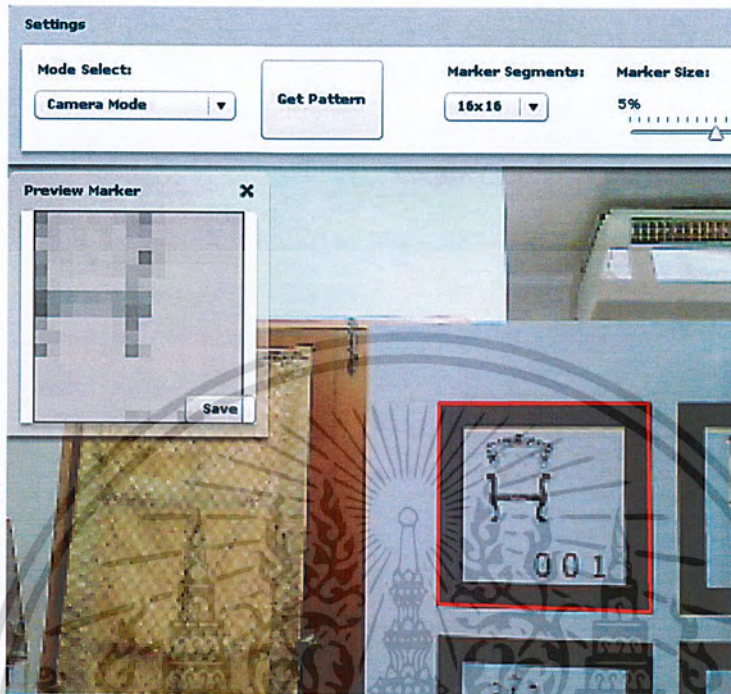 Settings
Mode Select:
Marker Segments:
Marker Size:
Camera Mode
Get Pattern
16x16
5%
Preview Marker
Save
001